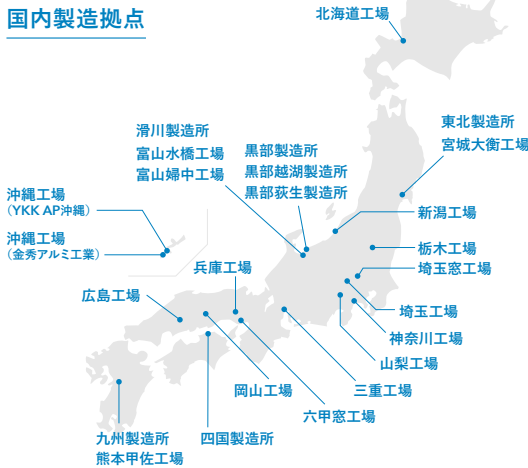 国内製造拠点
北海道工場
東北製造所
宮城大衡工場
滑川製造所
富山水橋工場
富山婦中工場
黒部製造所
黒部越湖製造所
黒部荻生製造所
沖縄工場
（YKK AP沖縄）
沖縄工場
（金秀アルミ工業）
新潟工場
栃木工場
埼玉窓工場
兵庫工場
広島工場
埼玉工場
神奈川工場
山梨工場
岡山工場
三重工場
六甲窓工場
九州製造所
熊本甲佐工場
四国製造所